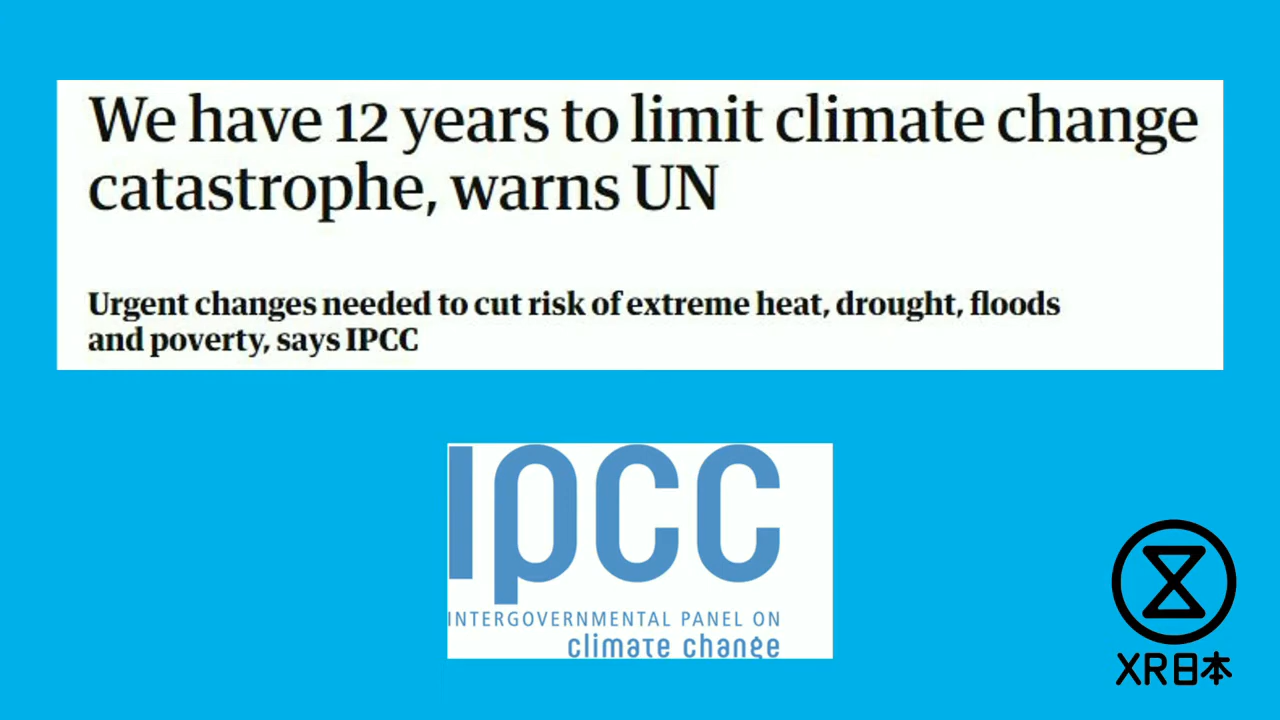 We have 12 years to limit climate change
catastrophe, warns UN
Urgent changes needed to cut risk of extreme heat, drought, floods
and poverty, says IPCC
ipcc
INTERGOVERNMENTAL PANEL ON
climate change
XR日本